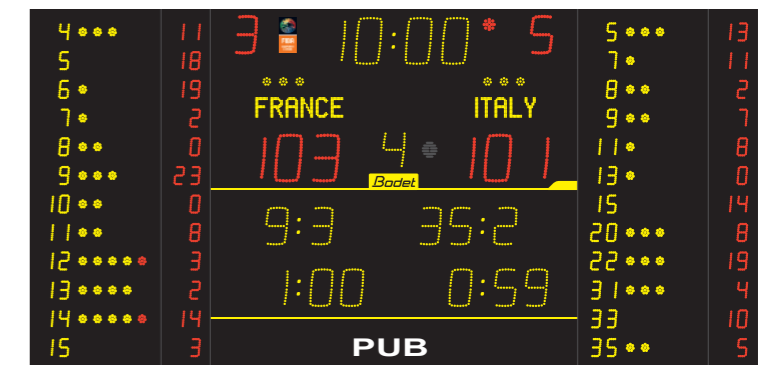 4 11 3 10:00 5 5 13
5 18 7 11
6 19 8 2
7 2 FRANCE ITALY 9 7
8 0 103 4 101 11 8
9 23 Bodet 13 0
10 0 15 14
11 8 9:3 35:2 20 8
12 3 22 19
13 2 1:00 0:59 31 4
14 14 33 10
15 3 PUB 35 5